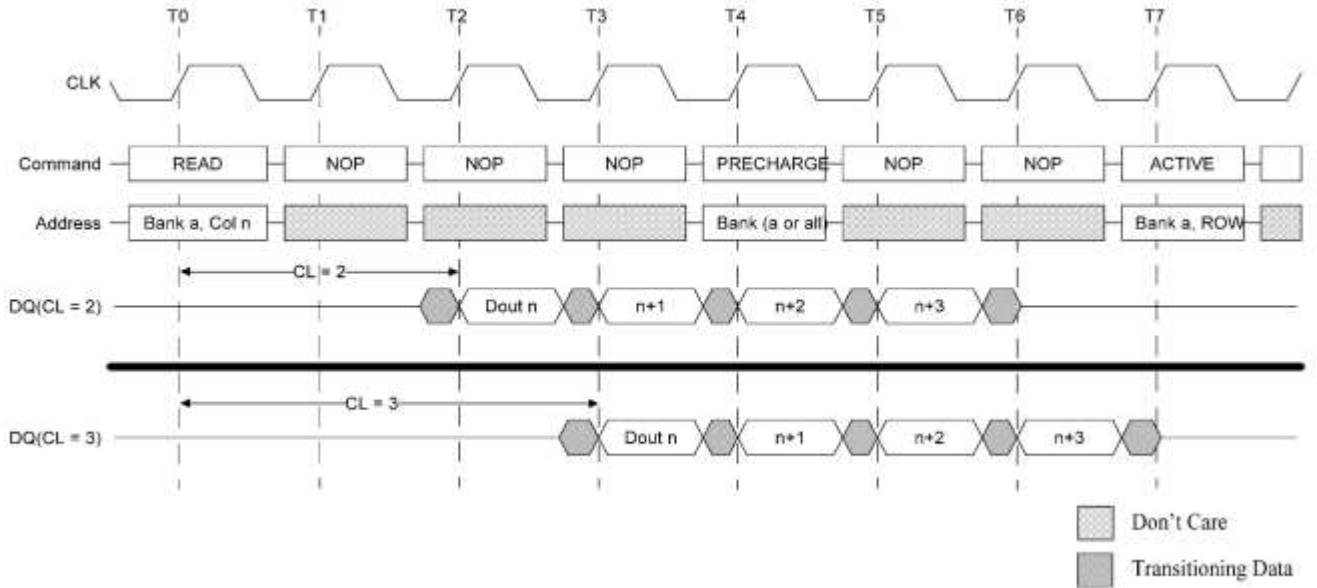 T0 T1 T2 T3 T4 T5 T6 T7
CLK
Command READ NOP NOP NOP PRECHARGE NOP NOP ACTIVE
Address Bank a, Col n Bank (a or all) Bank a, ROW
CL = 2
DQ(CL = 2) Dout n n+1 n+2 n+3
CL = 3
DQ(CL = 3) Dout n n+1 n+2 n+3
Don't Care
Transitioning Data